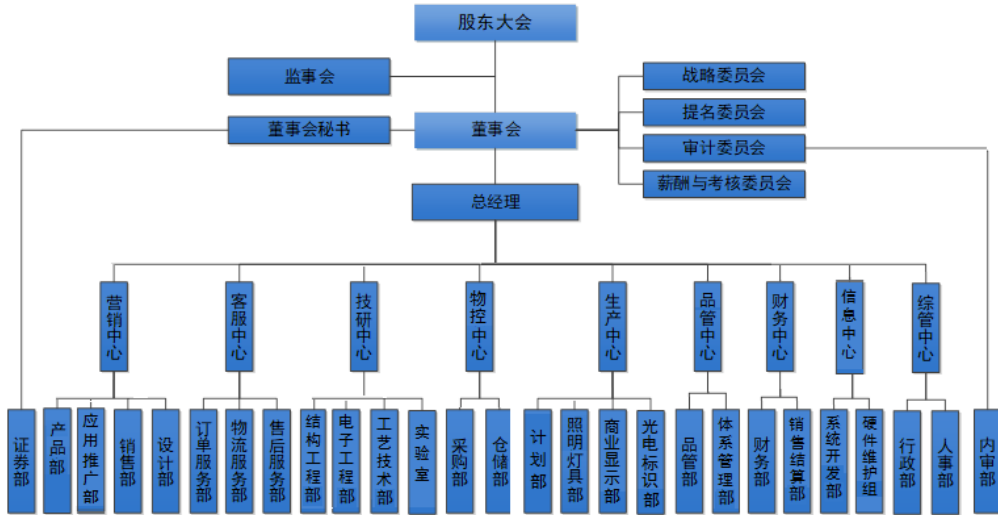 股东大会
监事会
战略委员会
提名委员会
董事会秘书
董事会
审计委员会
薪酬与考核委员会
总经理
营销中心
客服中心
技研中心
物控中心
生产中心
品管中心
财务中心
信息中心
综管中心
证券部
产品部
应用推广部
销售部
设计部
订单服务部
物流服务部
售后服务部
结构工程部
电子工程部
工艺技术部
实验室
采购部
仓储部
计划部
照明灯具部
商业显示部
光电标识部
品管部
体系管理部
财务部
销售结算部
系统开发部
硬件维护组
行政部
人事部
内审部